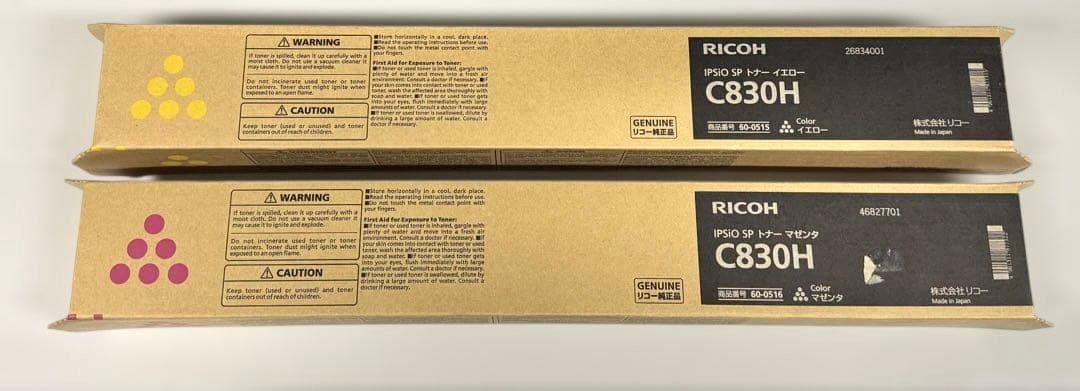 WARNING
If toner is spilled, clean it up carefully with a
moist cloth. Do not use a vacuum cleaner it
may cause it to ignite and explode.
Do not incinerate used toner or toner
containers. Toner dust might ignite when
exposed to an open flame.
CAUTION
Keep toner (used or unused) and toner
containers out of reach of children.
■Store horizontally in a cool, dark place.
■Read the operating instructions before use.
■Do not touch the metal contact point with
your fingers.
First Aid for Exposure to Toner:
■If toner or used toner is inhaled, gargle with
plenty of water and move into a fresh air
environment. Consult a doctor if necessary. ■If
your skin comes into contact with toner or used
toner, wash the affected area thoroughly with
soap and water. ■If toner or used toner gets
into your eyes, flush immediately with large
amounts of water. Consult a doctor if necessary.
■If toner or used toner is swallowed, dilute by
drinking a large amount of water. Consult a
doctor if necessary.
GENUINE
リコー純正品
RICOH
26834001
IPSiO SP トナー イエロー
C830H
商品番号 60-0515
Color
イエロー
株式会社リコー
Made in Japan
WARNING
If toner is spilled, clean it up carefully with a
moist cloth. Do not use a vacuum cleaner it
may cause it to ignite and explode.
Do not incinerate used toner or toner
containers. Toner dust might ignite when
exposed to an open flame.
CAUTION
Keep toner (used or unused) and toner
containers out of reach of children.
■Store horizontally in a cool, dark place.
■Read the operating instructions before use.
■Do not touch the metal contact point with
your fingers.
First Aid for Exposure to Toner:
■If toner or used toner is inhaled, gargle with
plenty of water and move into a fresh air
environment. Consult a doctor if necessary. ■If
your skin comes into contact with toner or used
toner, wash the affected area thoroughly with
soap and water. ■If toner or used toner gets
into your eyes, flush immediately with large
amounts of water. Consult a doctor if necessary.
■If toner or used toner is swallowed, dilute by
drinking a large amount of water. Consult a
doctor if necessary.
GENUINE
リコー純正品
RICOH
46827701
IPSiO SP トナー マゼンタ
C830H
商品番号 60-0516
Color
マゼンタ
株式会社リコー
Made in Japan